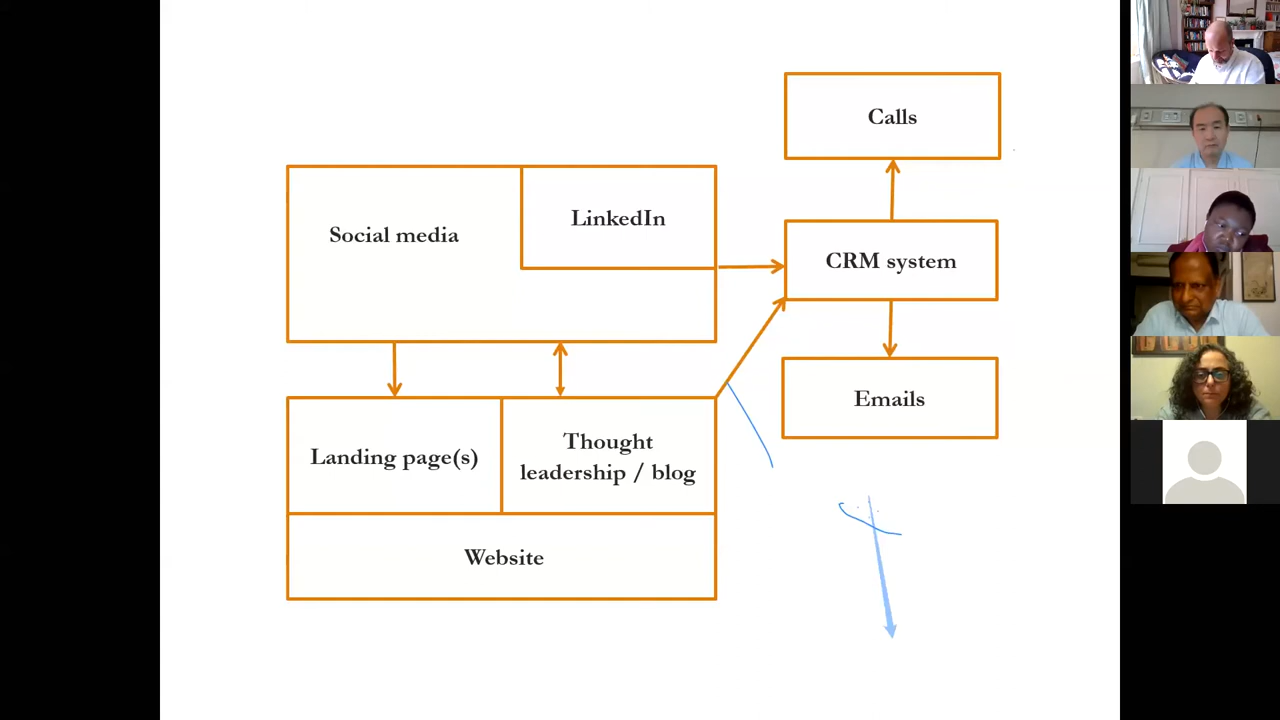 Calls
Social media
LinkedIn
CRM system
Emails
Landing page(s)
Thought
leadership / blog
Website